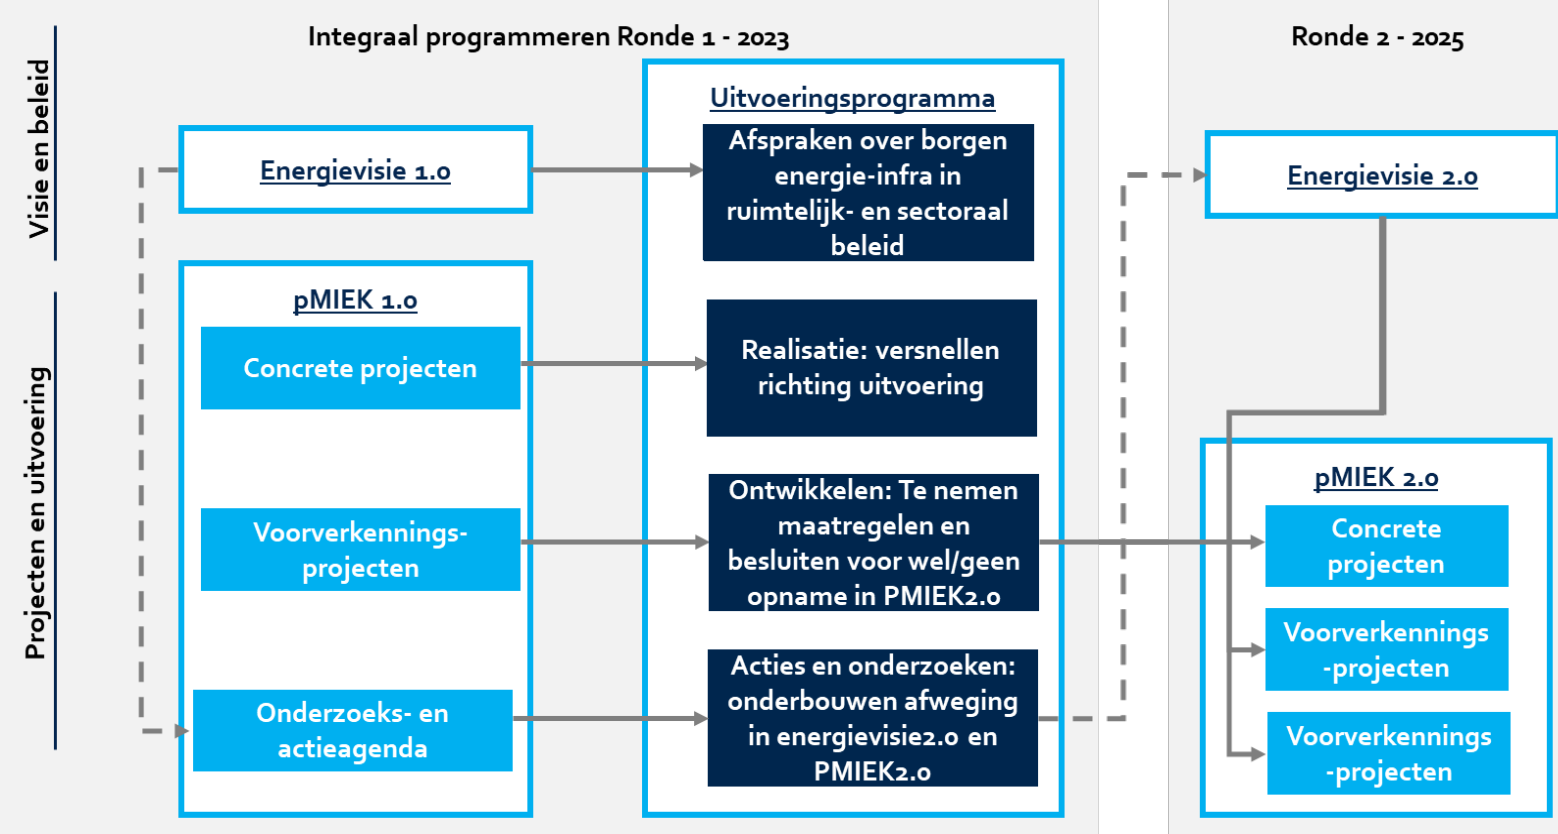 Integraal programmeren Ronde 1 - 2023
Ronde 2 - 2025
Visie en beleid
Projecten en uitvoering
Energievisie 1.0
pMIEK 1.0
Concrete projecten
Voorverkennings-
projecten
Onderzoeks- en
actieagenda
Uitvoeringsprogramma
Afspraken over borgen
energie-infra in
ruimtelijk- en sectoraal
beleid
Realisatie: versnellen
richting uitvoering
Ontwikkelen: Te nemen
maatregelen en
besluiten voor wel/geen
opname in PMIEK2.0
Acties en onderzoeken:
onderbouwen afweging
in energievisie2.0 en
PMIEK2.0
Energievisie 2.0
pMIEK 2.0
Concrete
projecten
Voorverkennings
-projecten
Voorverkennings
-projecten